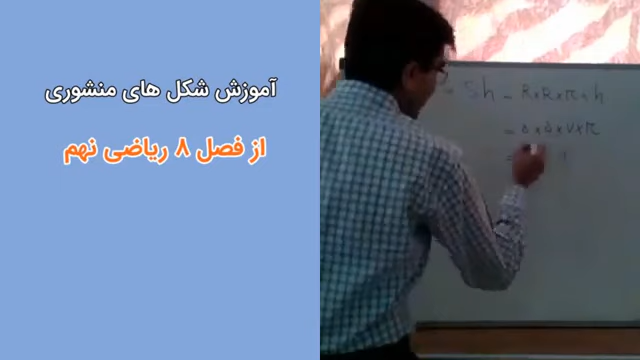 آموزش شکل های منشوری
از فصل ۸ ریاضی نهم
= Sh = R×R×π×h
= ۵×۵×۷×π
=